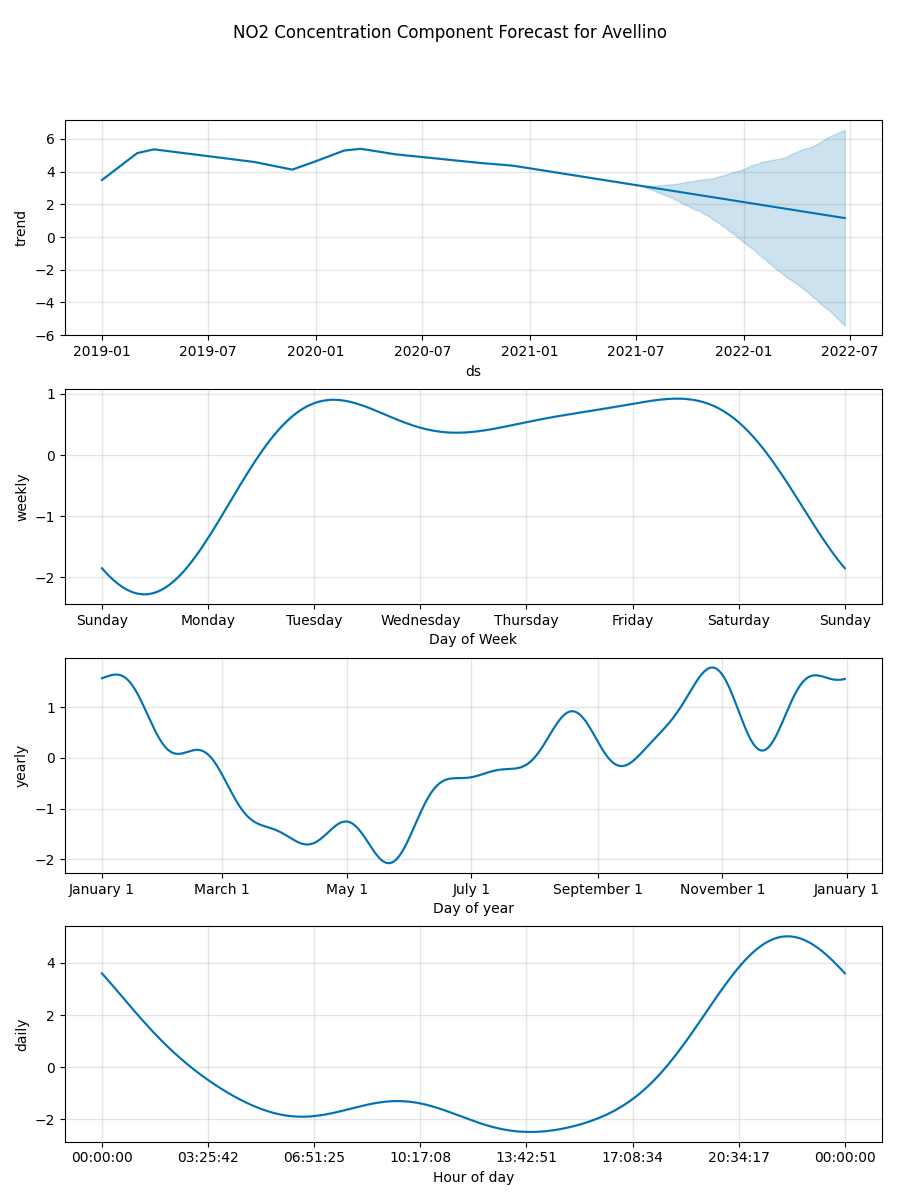 NO2 Concentration Component Forecast for Avellino
6
4
2
0
−2
−4
−6
trend
2019-01 2019-07 2020-01 2020-07 2021-01 2021-07 2022-01 2022-07
ds
1
0
−1
−2
weekly
Sunday Monday Tuesday Wednesday Thursday Friday Saturday Sunday
Day of Week
1
0
−1
−2
yearly
January 1 March 1 May 1 July 1 September 1 November 1 January 1
Day of year
4
2
0
−2
daily
00:00:00 03:25:42 06:51:25 10:17:08 13:42:51 17:08:34 20:34:17 00:00:00
Hour of day